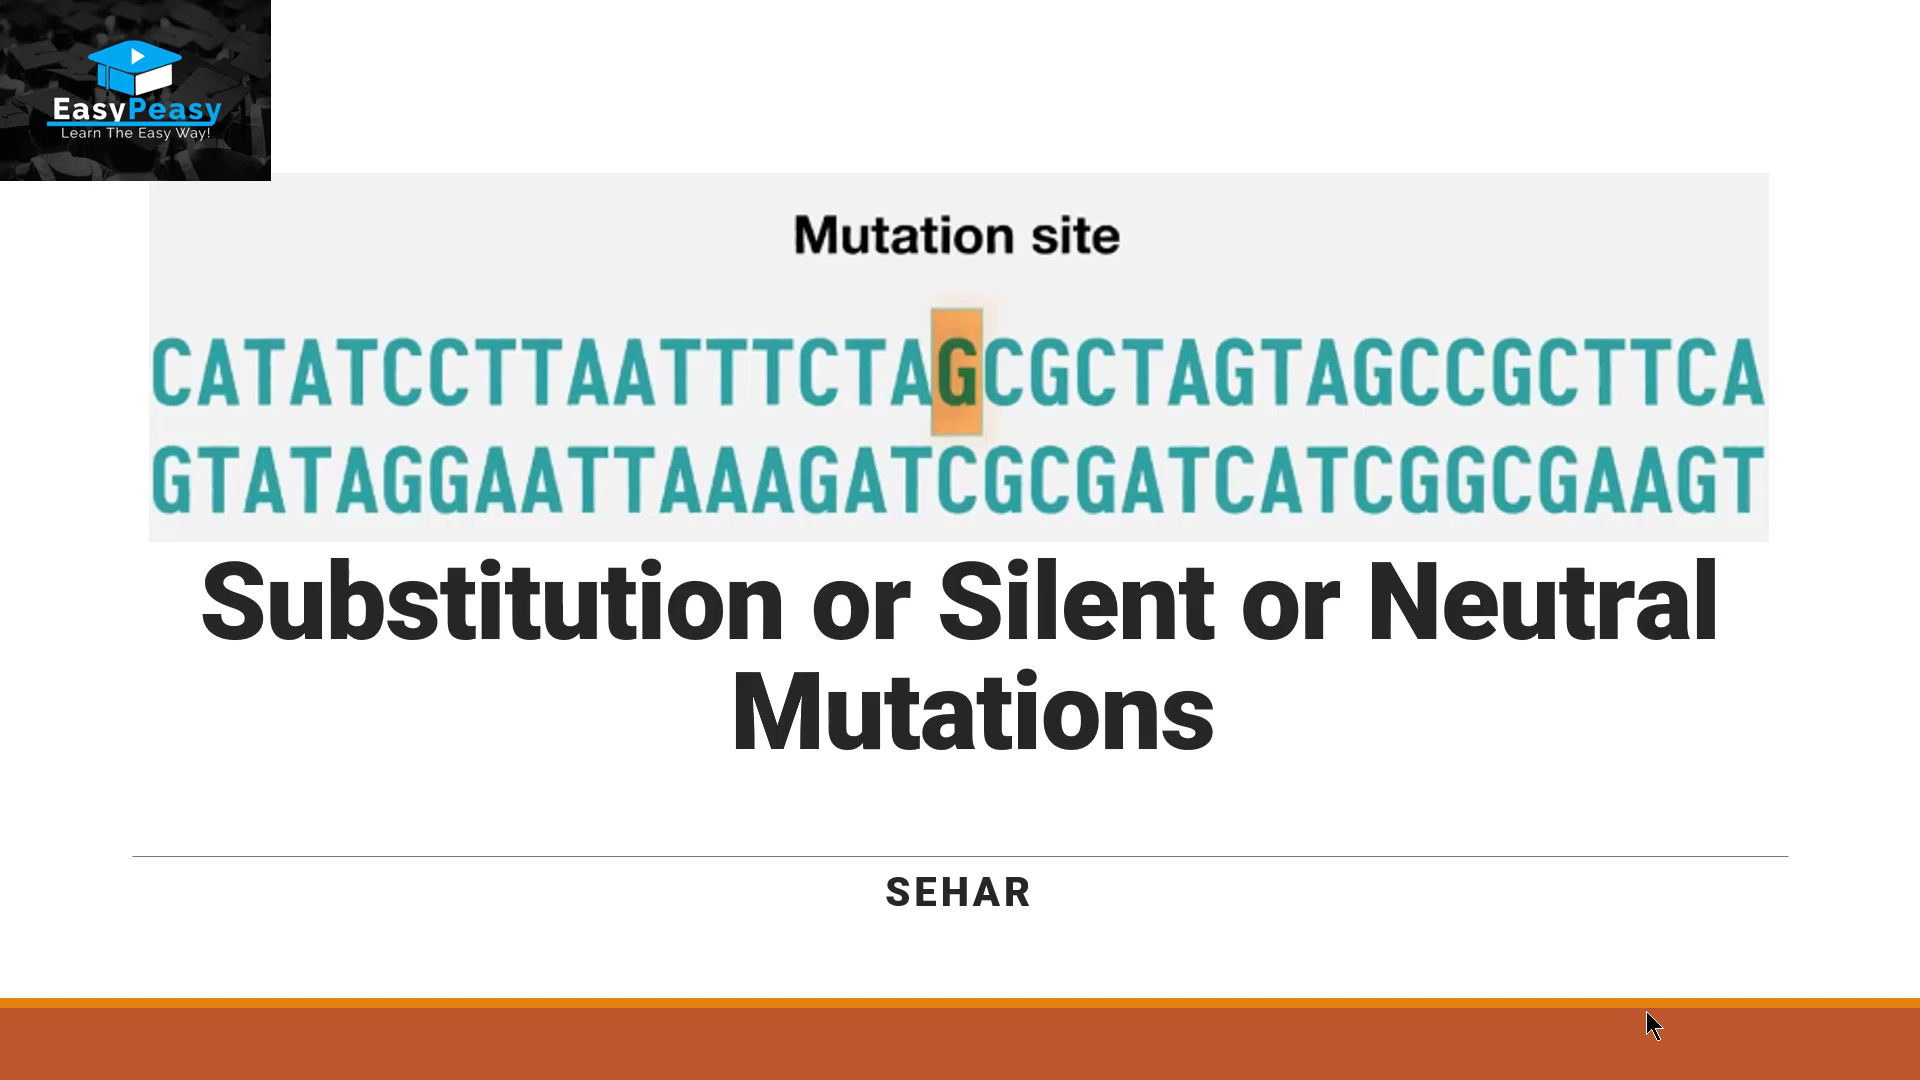 EasyPeasy
Learn The Easy Way!
Mutation site
CATATCCTTAATTTCTAGCGCTAGTAGCCGCTTCA
GTATAGGAATTAAAGATCGCGATCATCGGCGAAGT
Substitution or Silent or Neutral
Mutations
SEHAR